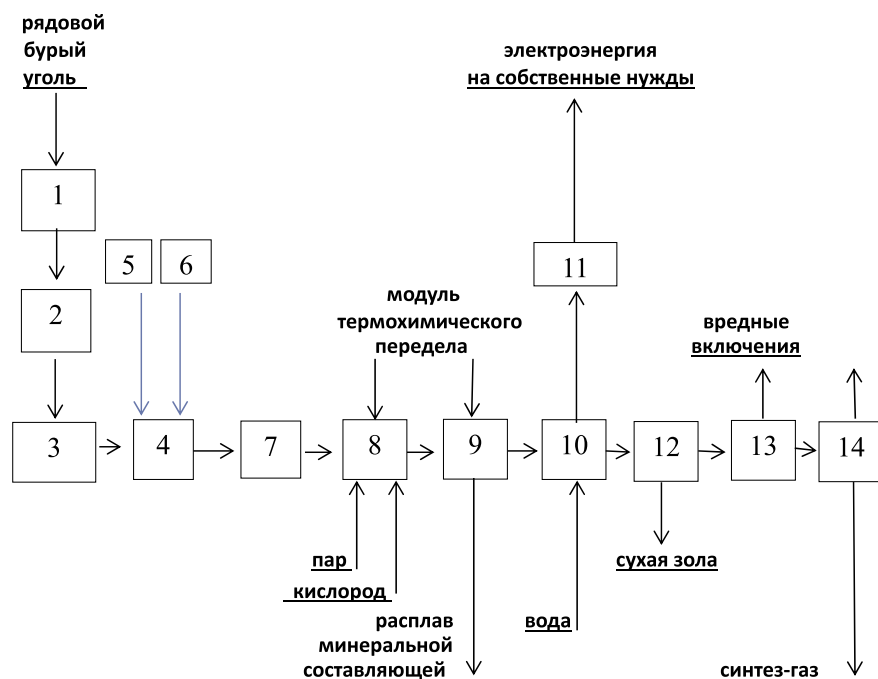 рядовой
бурый
уголь
электроэнергия
на собственные нужды
1
5
6
11
2
модуль
термохимического
передела
вредные
включения
3
4
7
8
9
10
12
13
14
пар
кислород
сухая зола
расплав
минеральной
составляющей
вода
синтез-газ